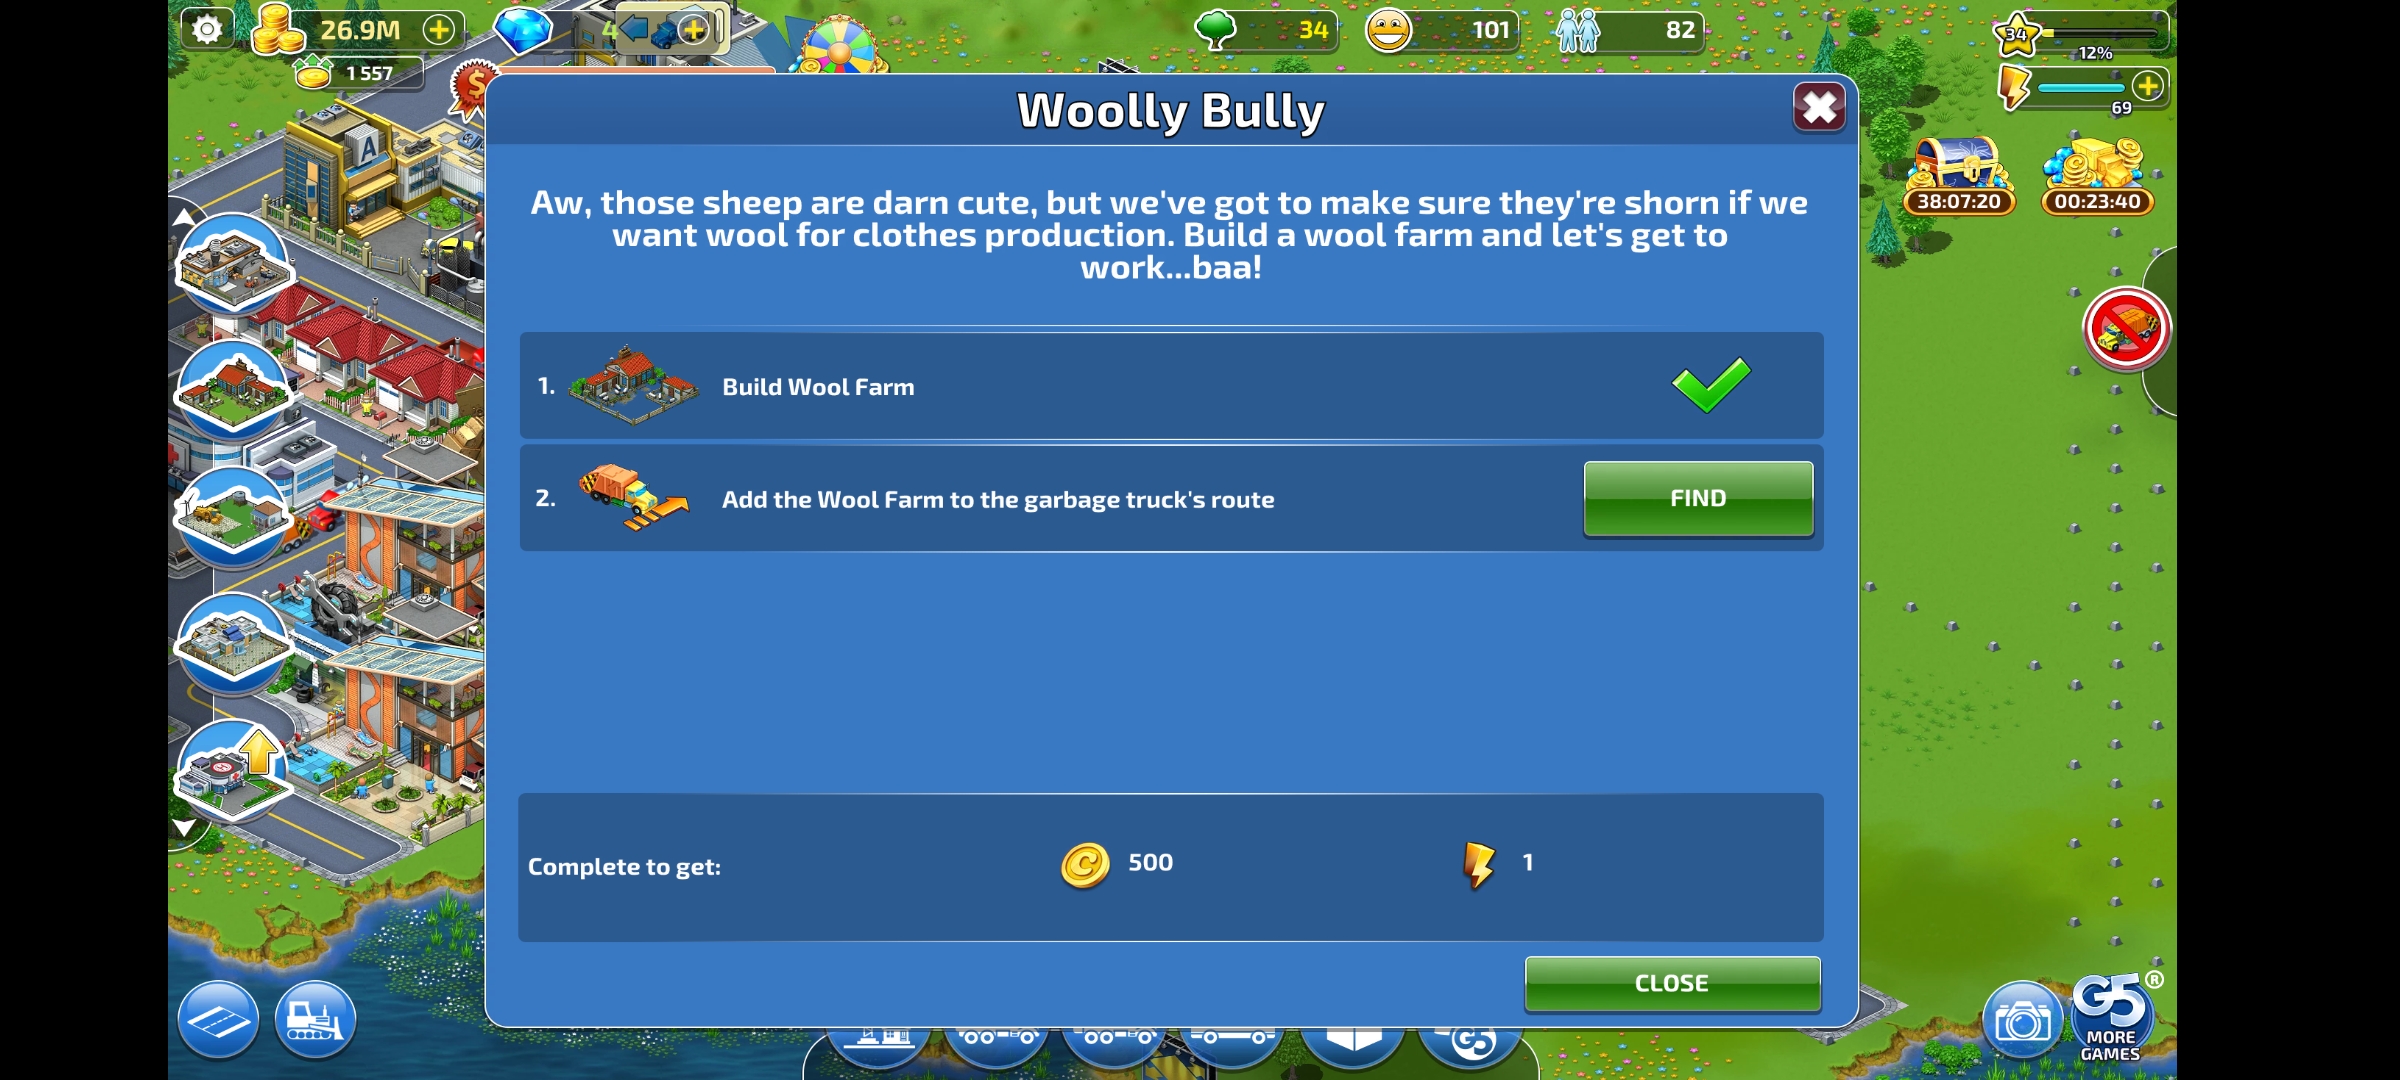 26.9M
4
34
101
82
34
12%
1 557
69
A
$
38:07:20
00:23:40
Woolly Bully
Aw, those sheep are darn cute, but we've got to make sure they're shorn if we
want wool for clothes production. Build a wool farm and let's get to
work...baa!
1. Build Wool Farm
2. Add the Wool Farm to the garbage truck's route
FIND
Complete to get: 500 1
CLOSE
G5
G5®
MORE
GAMES